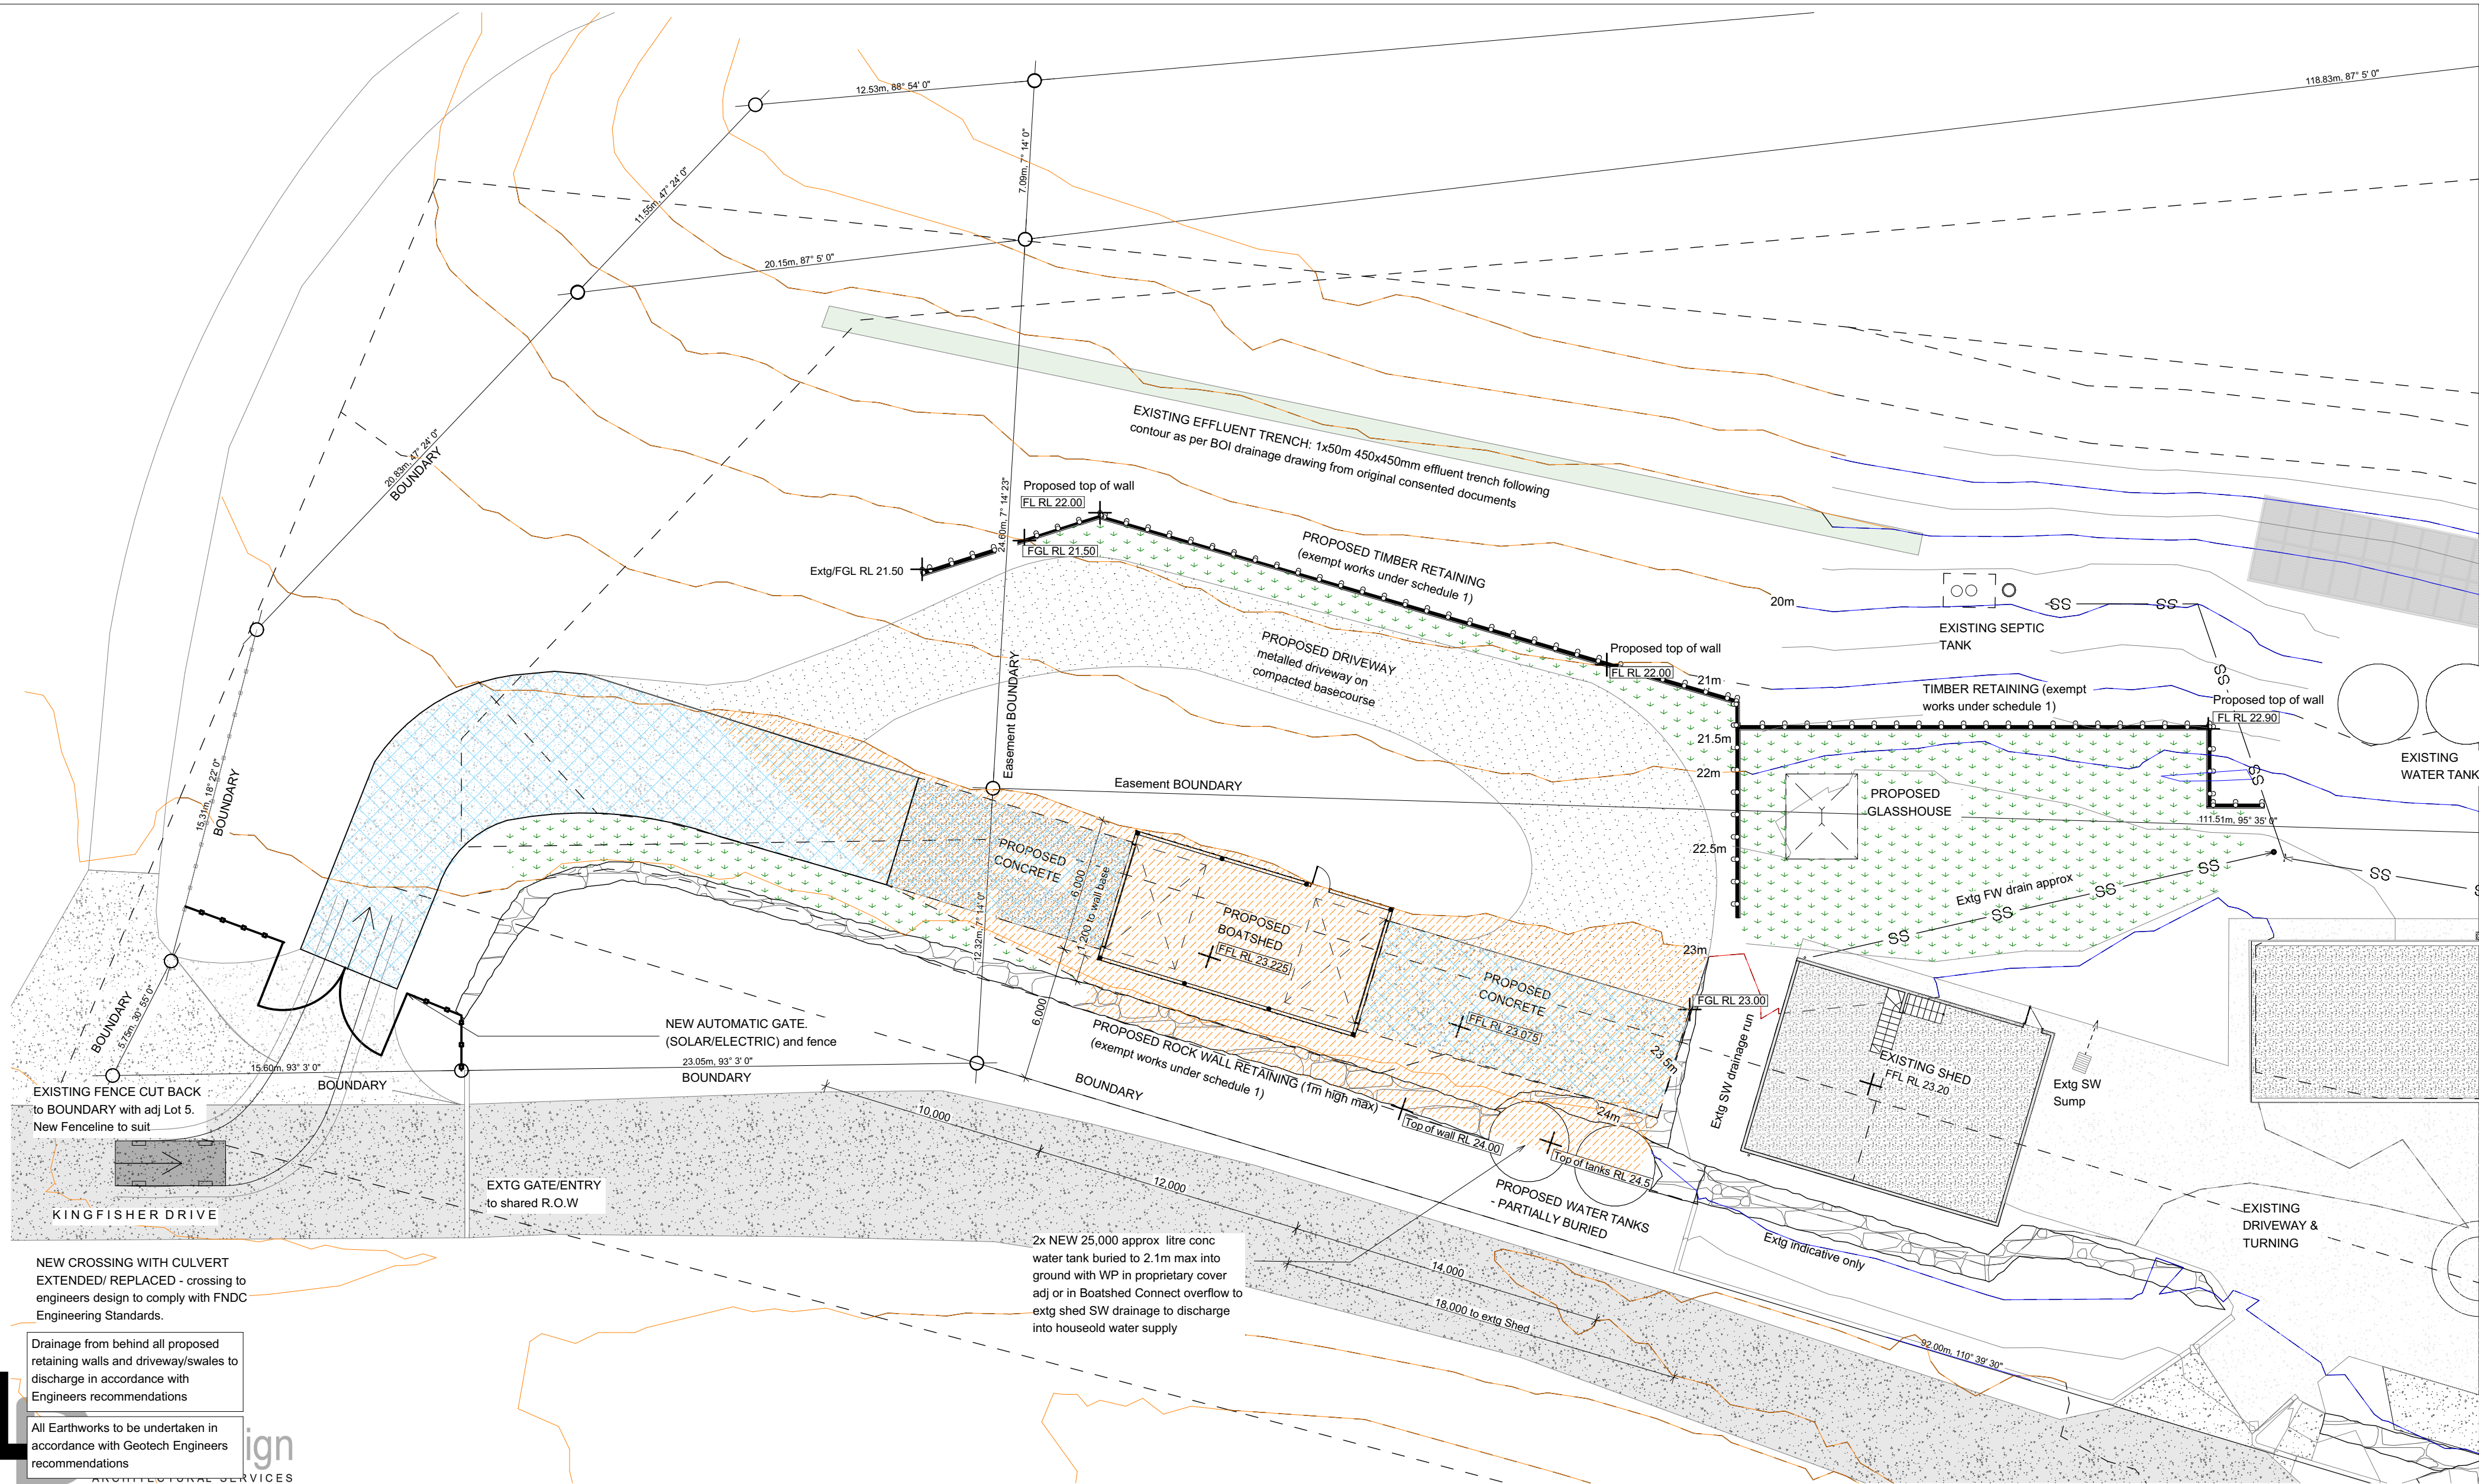 12.53m, 88° 54' 0"
118.83m, 87° 5' 0"
7.09m, 7° 14' 0"
11.55m, 47° 24' 0"
20.15m, 87° 5' 0"
20.83m, 47° 24' 0"
BOUNDARY
EXISTING EFFLUENT TRENCH: 1x50m 450x450mm effluent trench following
contour as per BOI drainage drawing from original consented documents
24.60m, 7° 14' 23"
Proposed top of wall
FL RL 22.00
FGL RL 21.50
Extg/FGL RL 21.50
PROPOSED TIMBER RETAINING
(exempt works under schedule 1)
20m
SS
SS
EXISTING SEPTIC
TANK
SS
PROPOSED DRIVEWAY
metalled driveway on
compacted basecourse
Proposed top of wall
FL RL 22.00
21m
TIMBER RETAINING (exempt
works under schedule 1)
Proposed top of wall
FL RL 22.90
21.5m
22m
EXISTING
WATER TANK
SS
Easement BOUNDARY
Easement BOUNDARY
PROPOSED
GLASSHOUSE
111.51m, 95° 35' 0"
15.31m, 18° 22' 0"
BOUNDARY
22.5m
PROPOSED
CONCRETE
6,000
1,200 to wall base
Extg FW drain approx
SS
SS
SS
SS
SS
12.32m, 7° 14' 0"
PROPOSED
BOATSHED
FFL RL 23.225
23m
PROPOSED
CONCRETE
FFL RL 23.075
FGL RL 23.00
23.5m
24m
Extg SW drainage run
EXISTING SHED
FFL RL 23.20
Extg SW
Sump
BOUNDARY
5.75m, 30° 55' 0"
NEW AUTOMATIC GATE.
(SOLAR/ELECTRIC) and fence
6,000
PROPOSED ROCK WALL RETAINING (1m high max)
(exempt works under schedule 1)
15.60m, 93° 3' 0"
BOUNDARY
23.05m, 93° 3' 0"
BOUNDARY
BOUNDARY
EXISTING FENCE CUT BACK
to BOUNDARY with adj Lot 5.
New Fenceline to suit
10,000
Top of wall RL 24.00
Top of tanks RL 24.5
12,000
PROPOSED WATER TANKS
- PARTIALLY BURIED
EXTG GATE/ENTRY
to shared R.O.W
KINGFISHER DRIVE
EXISTING
DRIVEWAY &
TURNING
Extg indicative only
14,000
18,000 to extg Shed
92.00m, 110° 39' 30"
2x NEW 25,000 approx litre conc
water tank buried to 2.1m max into
ground with WP in proprietary cover
adj or in Boatshed Connect overflow to
extg shed SW drainage to discharge
into houseold water supply
NEW CROSSING WITH CULVERT
EXTENDED/ REPLACED - crossing to
engineers design to comply with FNDC
Engineering Standards.
Drainage from behind all proposed
retaining walls and driveway/swales to
discharge in accordance with
Engineers recommendations
All Earthworks to be undertaken in
accordance with Geotech Engineers
recommendations
ign
ARCHITECTURAL SERVICES